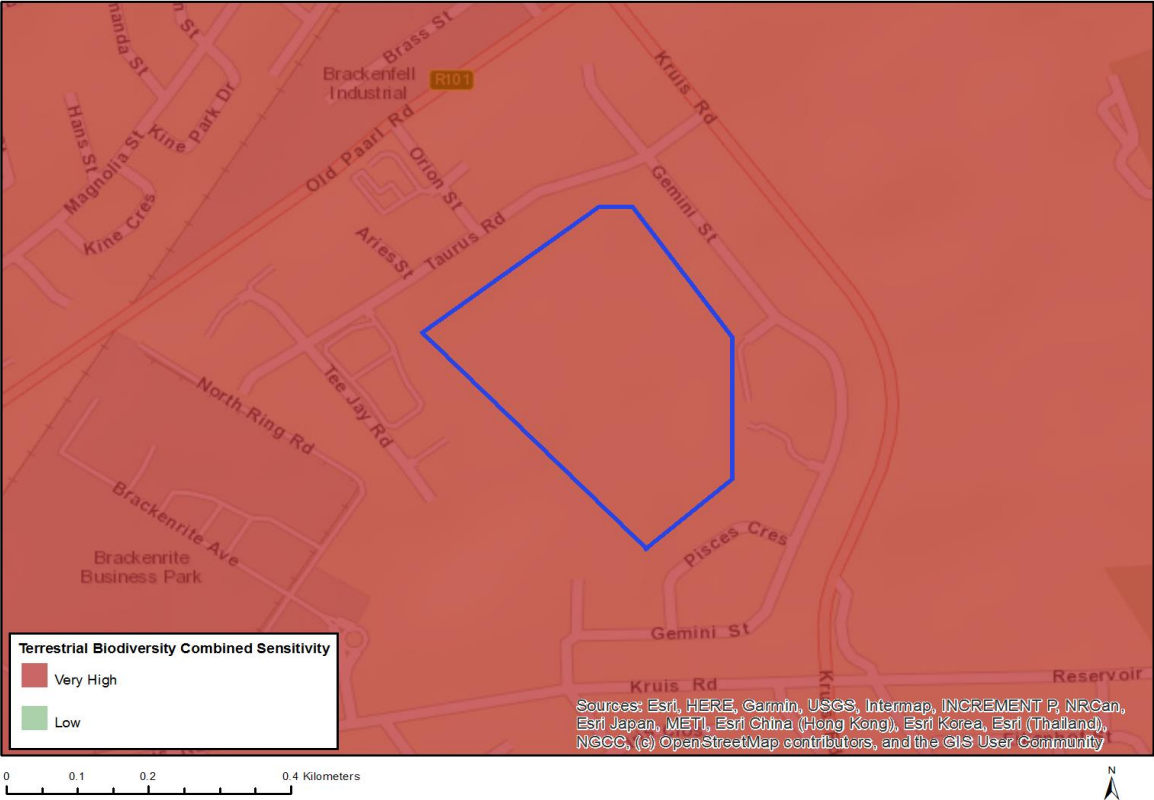 Brass St
Brackenfell
Industrial
R101
Kruis Rd
Hans St
Kine Park Dr
Magnolia St
Old Paarl Rd
Orion St
Kine Cres
Gemini St
Aries St
Taurus Rd
North Ring Rd
Tee Jay Rd
Brackenrite Ave
Brackenrite
Business Park
Pisces Cres
Gemini St
Kruis Rd
Reservoir
Terrestrial Biodiversity Combined Sensitivity
Very High
Low
Sources: Esri, HERE, Garmin, USGS, Intermap, INCREMENT P, NRCan,
Esri Japan, METI, Esri China (Hong Kong), Esri Korea, Esri (Thailand),
NGCC, (c) OpenStreetMap contributors, and the GIS User Community
0 0.1 0.2 0.4 Kilometers
N